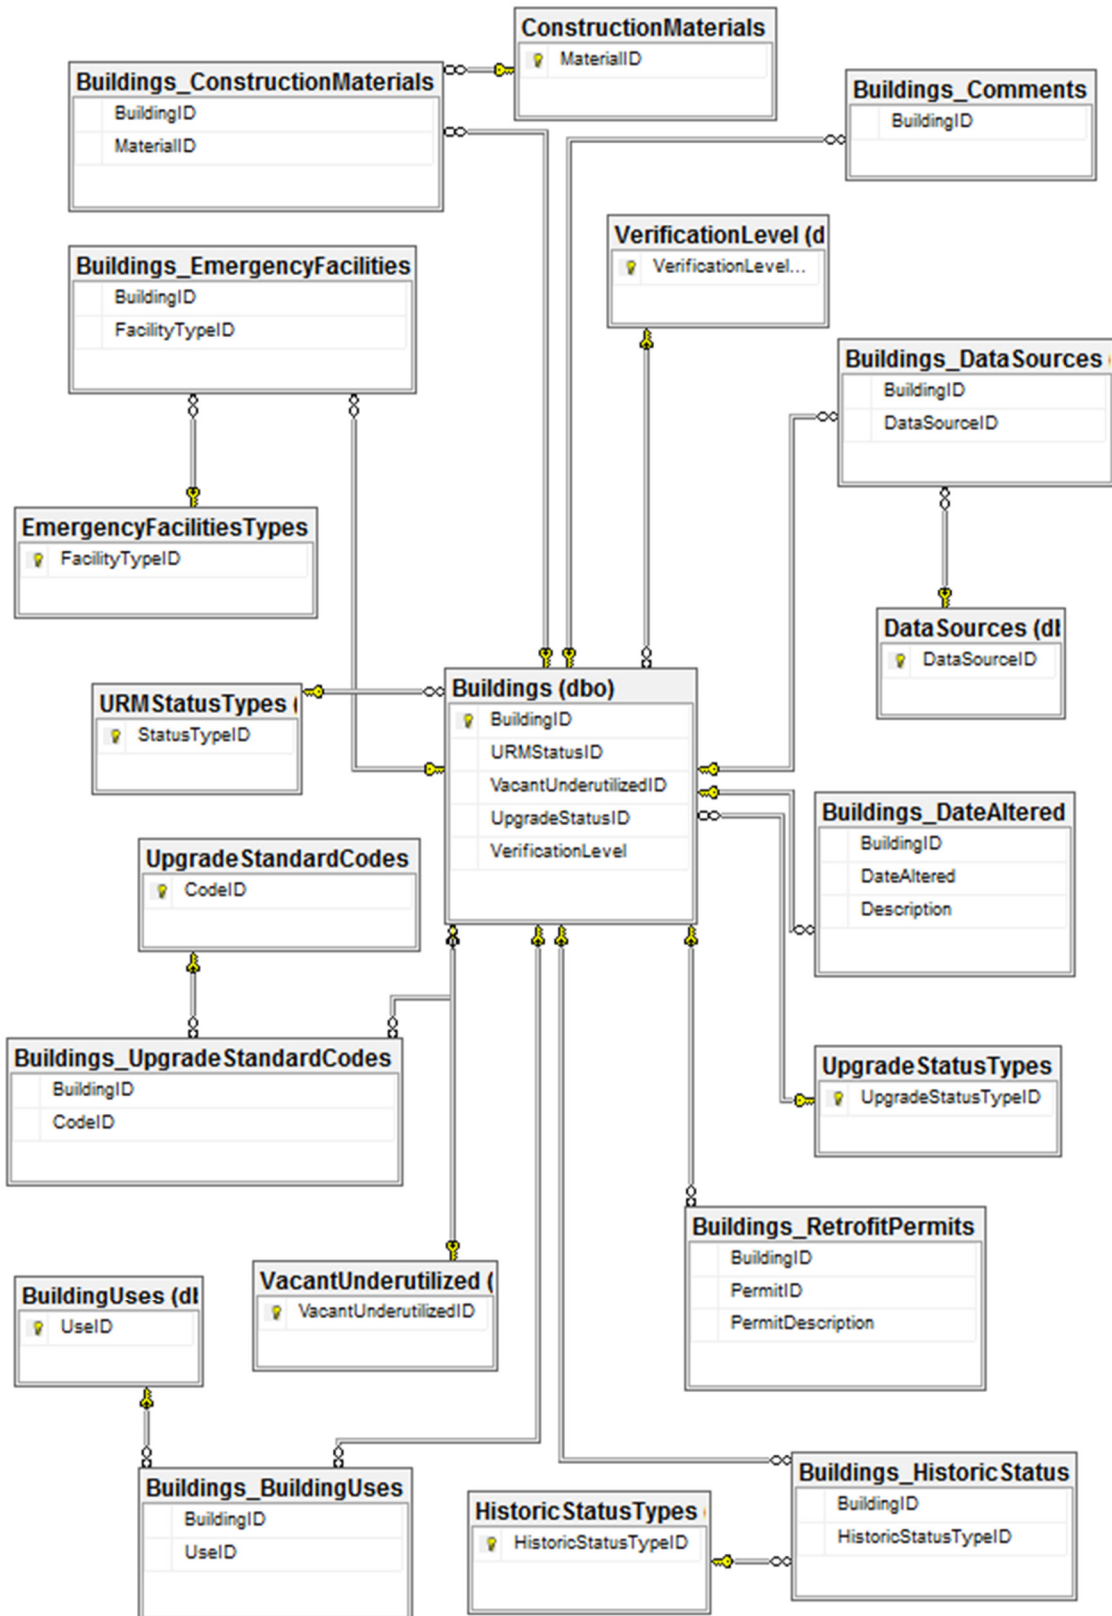 ConstructionMaterials
MaterialID
Buildings_ConstructionMaterials
BuildingID
MaterialID
Buildings_Comments
BuildingID
VerificationLevel (d
VerificationLevel...
Buildings_EmergencyFacilities
BuildingID
FacilityTypeID
Buildings_DataSources (
BuildingID
DataSourceID
EmergencyFacilitiesTypes
FacilityTypeID
DataSources (dl
DataSourceID
URMStatusTypes (
StatusTypeID
Buildings (dbo)
BuildingID
URMStatusID
VacantUnderutilizedID
UpgradeStatusID
VerificationLevel
Buildings_DateAltered
BuildingID
DateAltered
Description
UpgradeStandardCodes
CodeID
Buildings_UpgradeStandardCodes
BuildingID
CodeID
UpgradeStatusTypes
UpgradeStatusTypeID
Buildings_RetrofitPermits
BuildingID
PermitID
PermitDescription
VacantUnderutilized (
VacantUnderutilizedID
BuildingUses (dl
UseID
Buildings_BuildingUses
BuildingID
UseID
HistoricStatusTypes (
HistoricStatusTypeID
Buildings_HistoricStatus
BuildingID
HistoricStatusTypeID